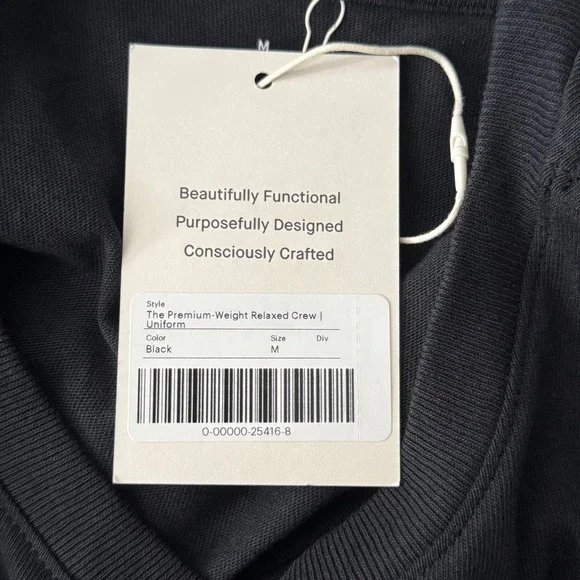 M
Beautifully Functional
Purposefully Designed
Consciously Crafted
Style
The Premium-Weight Relaxed Crew |
Uniform
Color Size Div
Black M
0-00000-25416-8